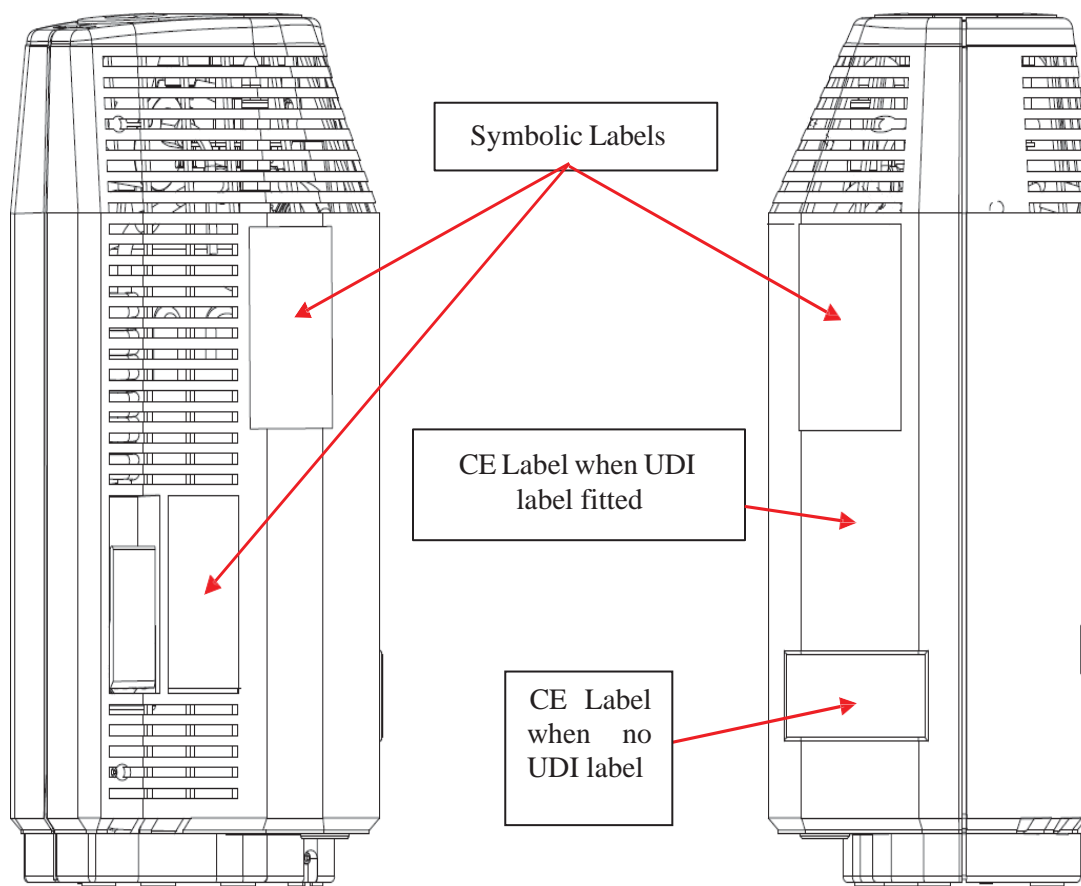 Symbolic Labels
CE Label when UDI
label fitted
CE Label
when no
UDI label